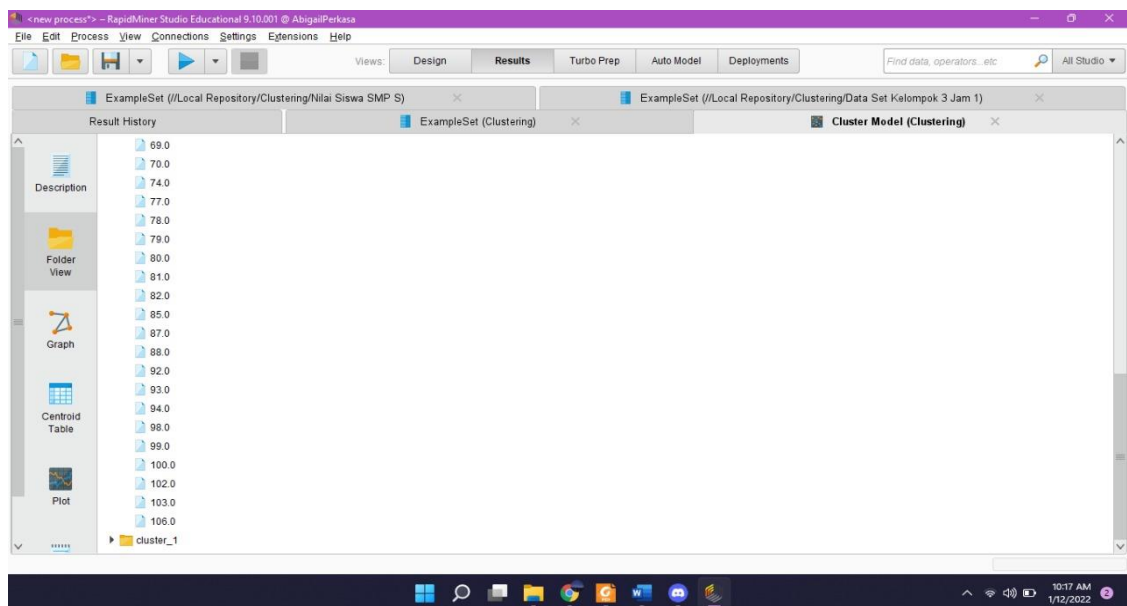 <new process*> – RapidMiner Studio Educational 9.10.001 @ AbigailPerkasa
File Edit Process View Connections Settings Extensions Help
Views: Design Results Turbo Prep Auto Model Deployments Find data, operators...etc All Studio
ExampleSet (//Local Repository/Clustering/Nilai Siswa SMP S) ExampleSet (//Local Repository/Clustering/Data Set Kelompok 3 Jam 1)
Result History ExampleSet (Clustering) Cluster Model (Clustering)
Description
Folder
View
Graph
Centroid
Table
Plot
69.0
70.0
74.0
77.0
78.0
79.0
80.0
81.0
82.0
85.0
87.0
88.0
92.0
93.0
94.0
98.0
99.0
100.0
102.0
103.0
106.0
cluster_1
10:17 AM
1/12/2022
2